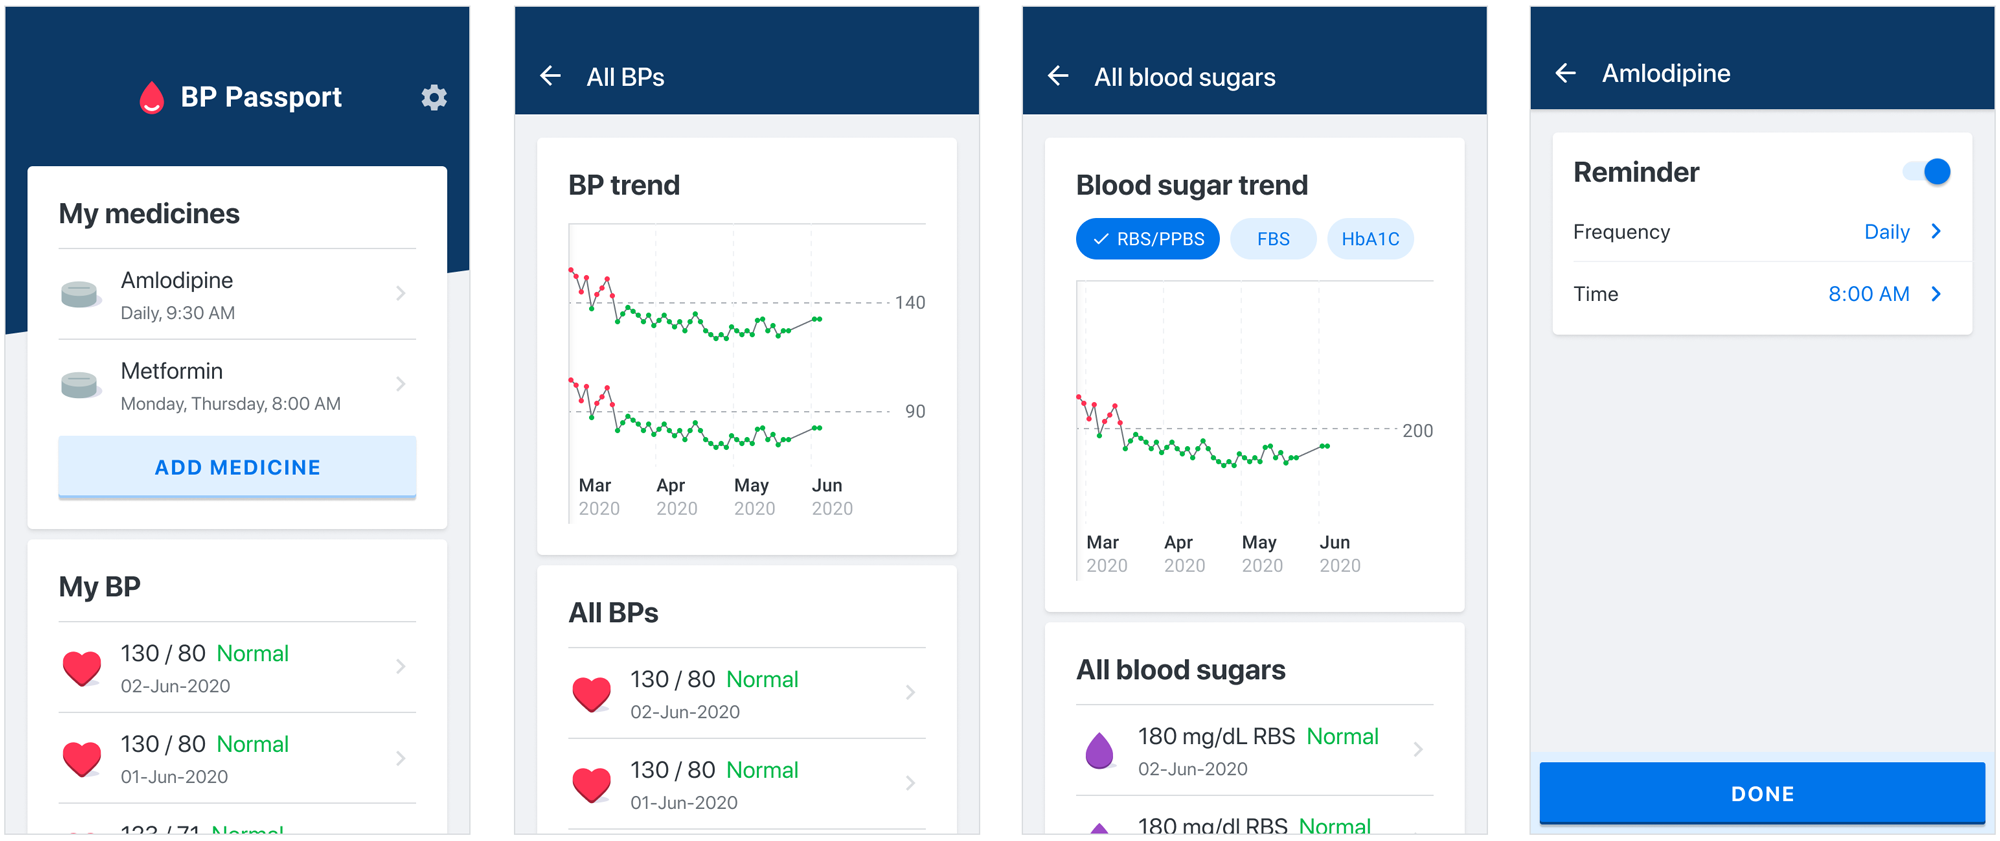 BP Passport
My medicines
Amlodipine
Daily, 9:30 AM
Metformin
Monday, Thursday, 8:00 AM
ADD MEDICINE
My BP
130 / 80 Normal
02-Jun-2020
130 / 80 Normal
01-Jun-2020
123 / 71 Normal
All BPs
BP trend
140
90
Mar Apr May Jun
2020 2020 2020 2020
All BPs
130 / 80 Normal
02-Jun-2020
130 / 80 Normal
01-Jun-2020
All blood sugars
Blood sugar trend
RBS/PPBS FBS HbA1C
200
Mar Apr May Jun
2020 2020 2020 2020
All blood sugars
180 mg/dL RBS Normal
02-Jun-2020
180 mg/dl RBS Normal
Amlodipine
Reminder
Frequency Daily
Time 8:00 AM
DONE